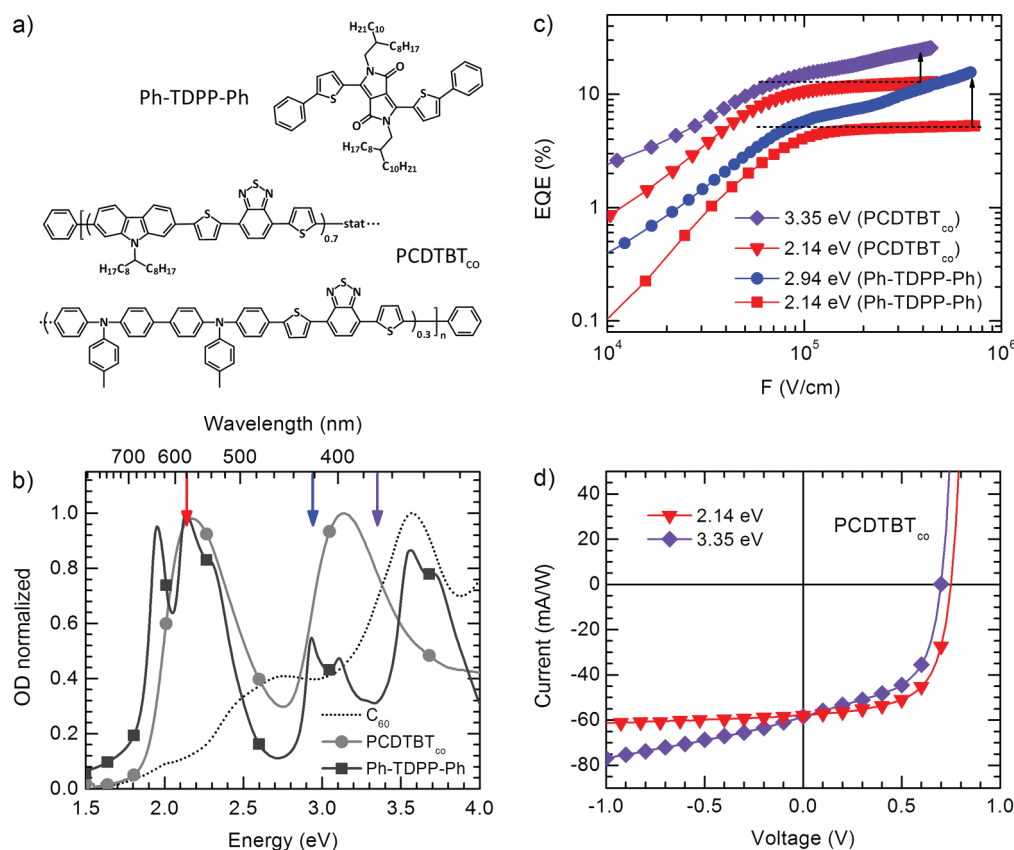 a)
H₂₁C₁₀
C₈H₁₇
N
O
S
Ph-TDPP-Ph
S
O
N
H₁₇C₈
C₁₀H₂₁
S
N N
S S
0.7
stat···
N
H₁₇C₈ C₈H₁₇
PCDTBTco
S
N N
N N
S S
0.3 n
c)
EQE (%)
10
1
0.1
3.35 eV (PCDTBTco)
2.14 eV (PCDTBTco)
2.94 eV (Ph-TDPP-Ph)
2.14 eV (Ph-TDPP-Ph)
10⁴ 10⁵ 10⁶
F (V/cm)
b)
Wavelength (nm)
700 600 500 400
OD normalized
1.0
0.8
0.6
0.4
0.2
0.0
C₆₀
PCDTBTco
Ph-TDPP-Ph
1.5 2.0 2.5 3.0 3.5 4.0
Energy (eV)
d)
Current (mA/W)
40
20
0
-20
-40
-60
-80
2.14 eV
3.35 eV
PCDTBTco
-1.0 -0.5 0.0 0.5 1.0
Voltage (V)